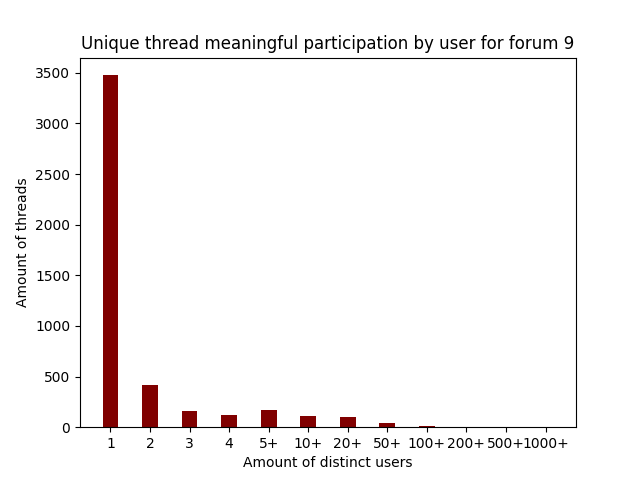 Unique thread meaningful participation by user for forum 9
Amount of threads
3500
3000
2500
2000
1500
1000
500
0
1 2 3 4 5+ 10+ 20+ 50+ 100+ 200+ 500+ 1000+
Amount of distinct users